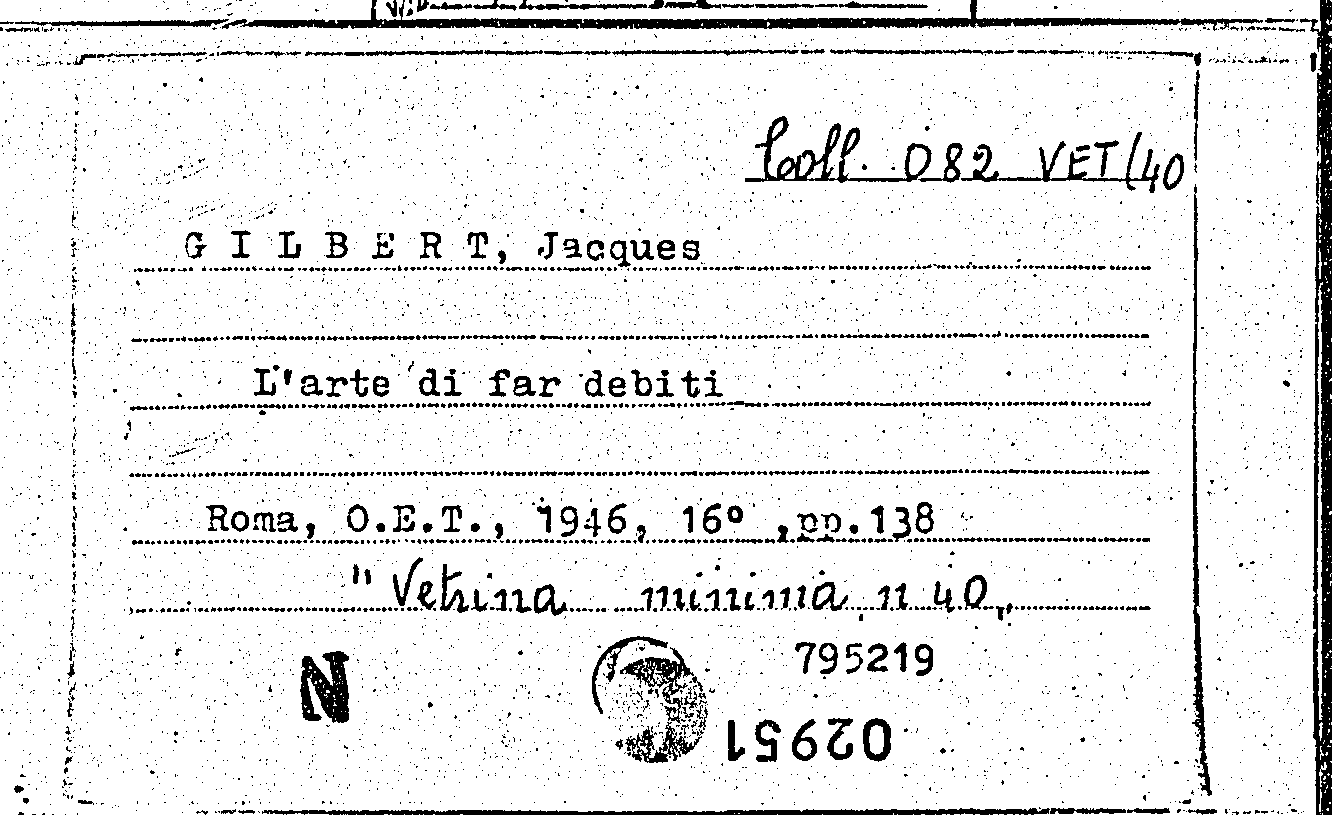 Coll. 082 VET/40
GILBERT, Jacques
L'arte di far debiti
Roma, O.E.T., 1946, 16° ,pp.138
"Vetrina minima n 40„
N
795219
02951